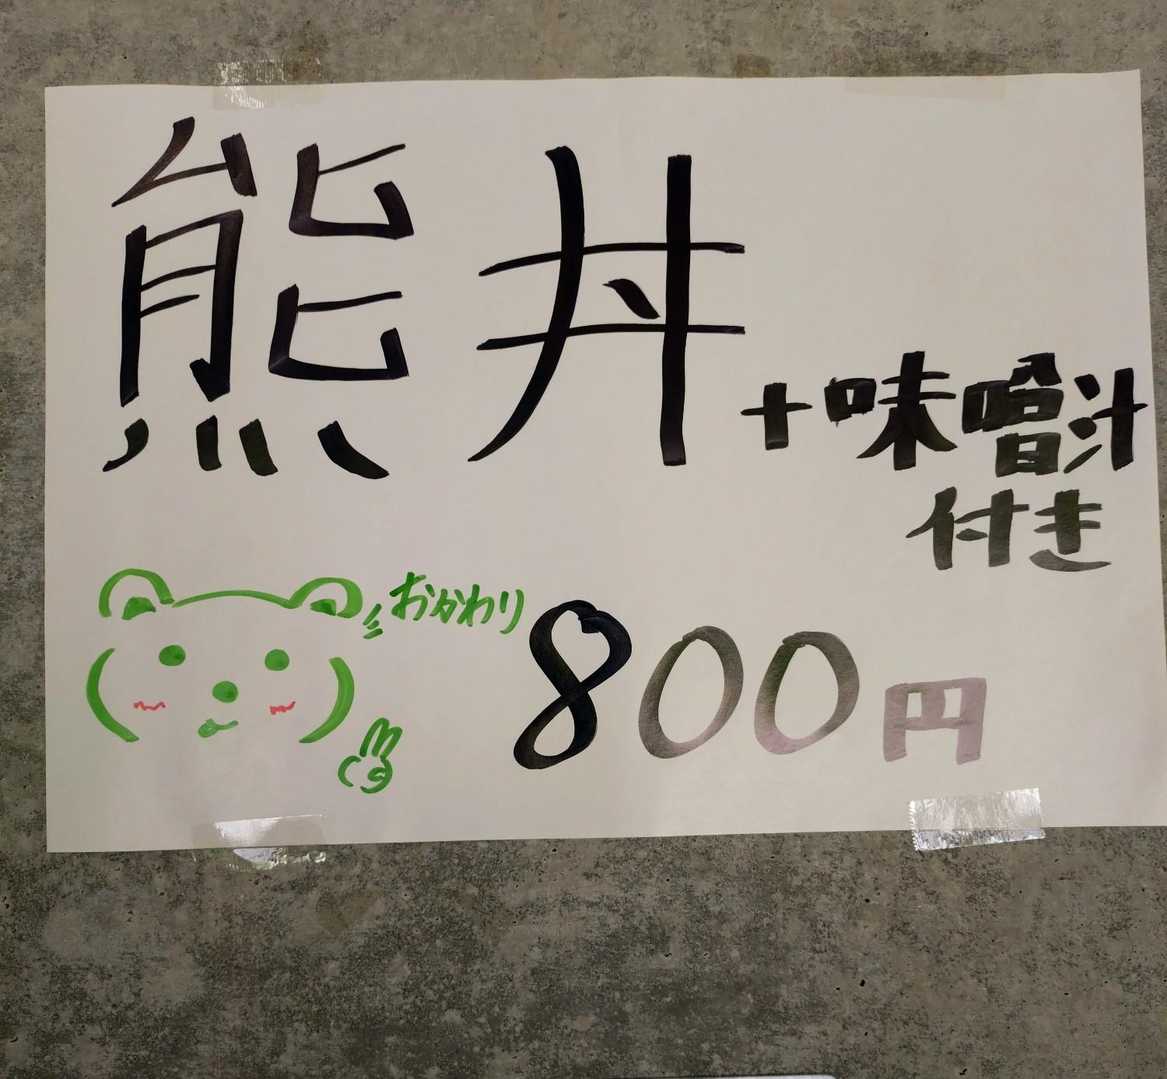 熊丼
+味噌汁
付き
おかわり
800円